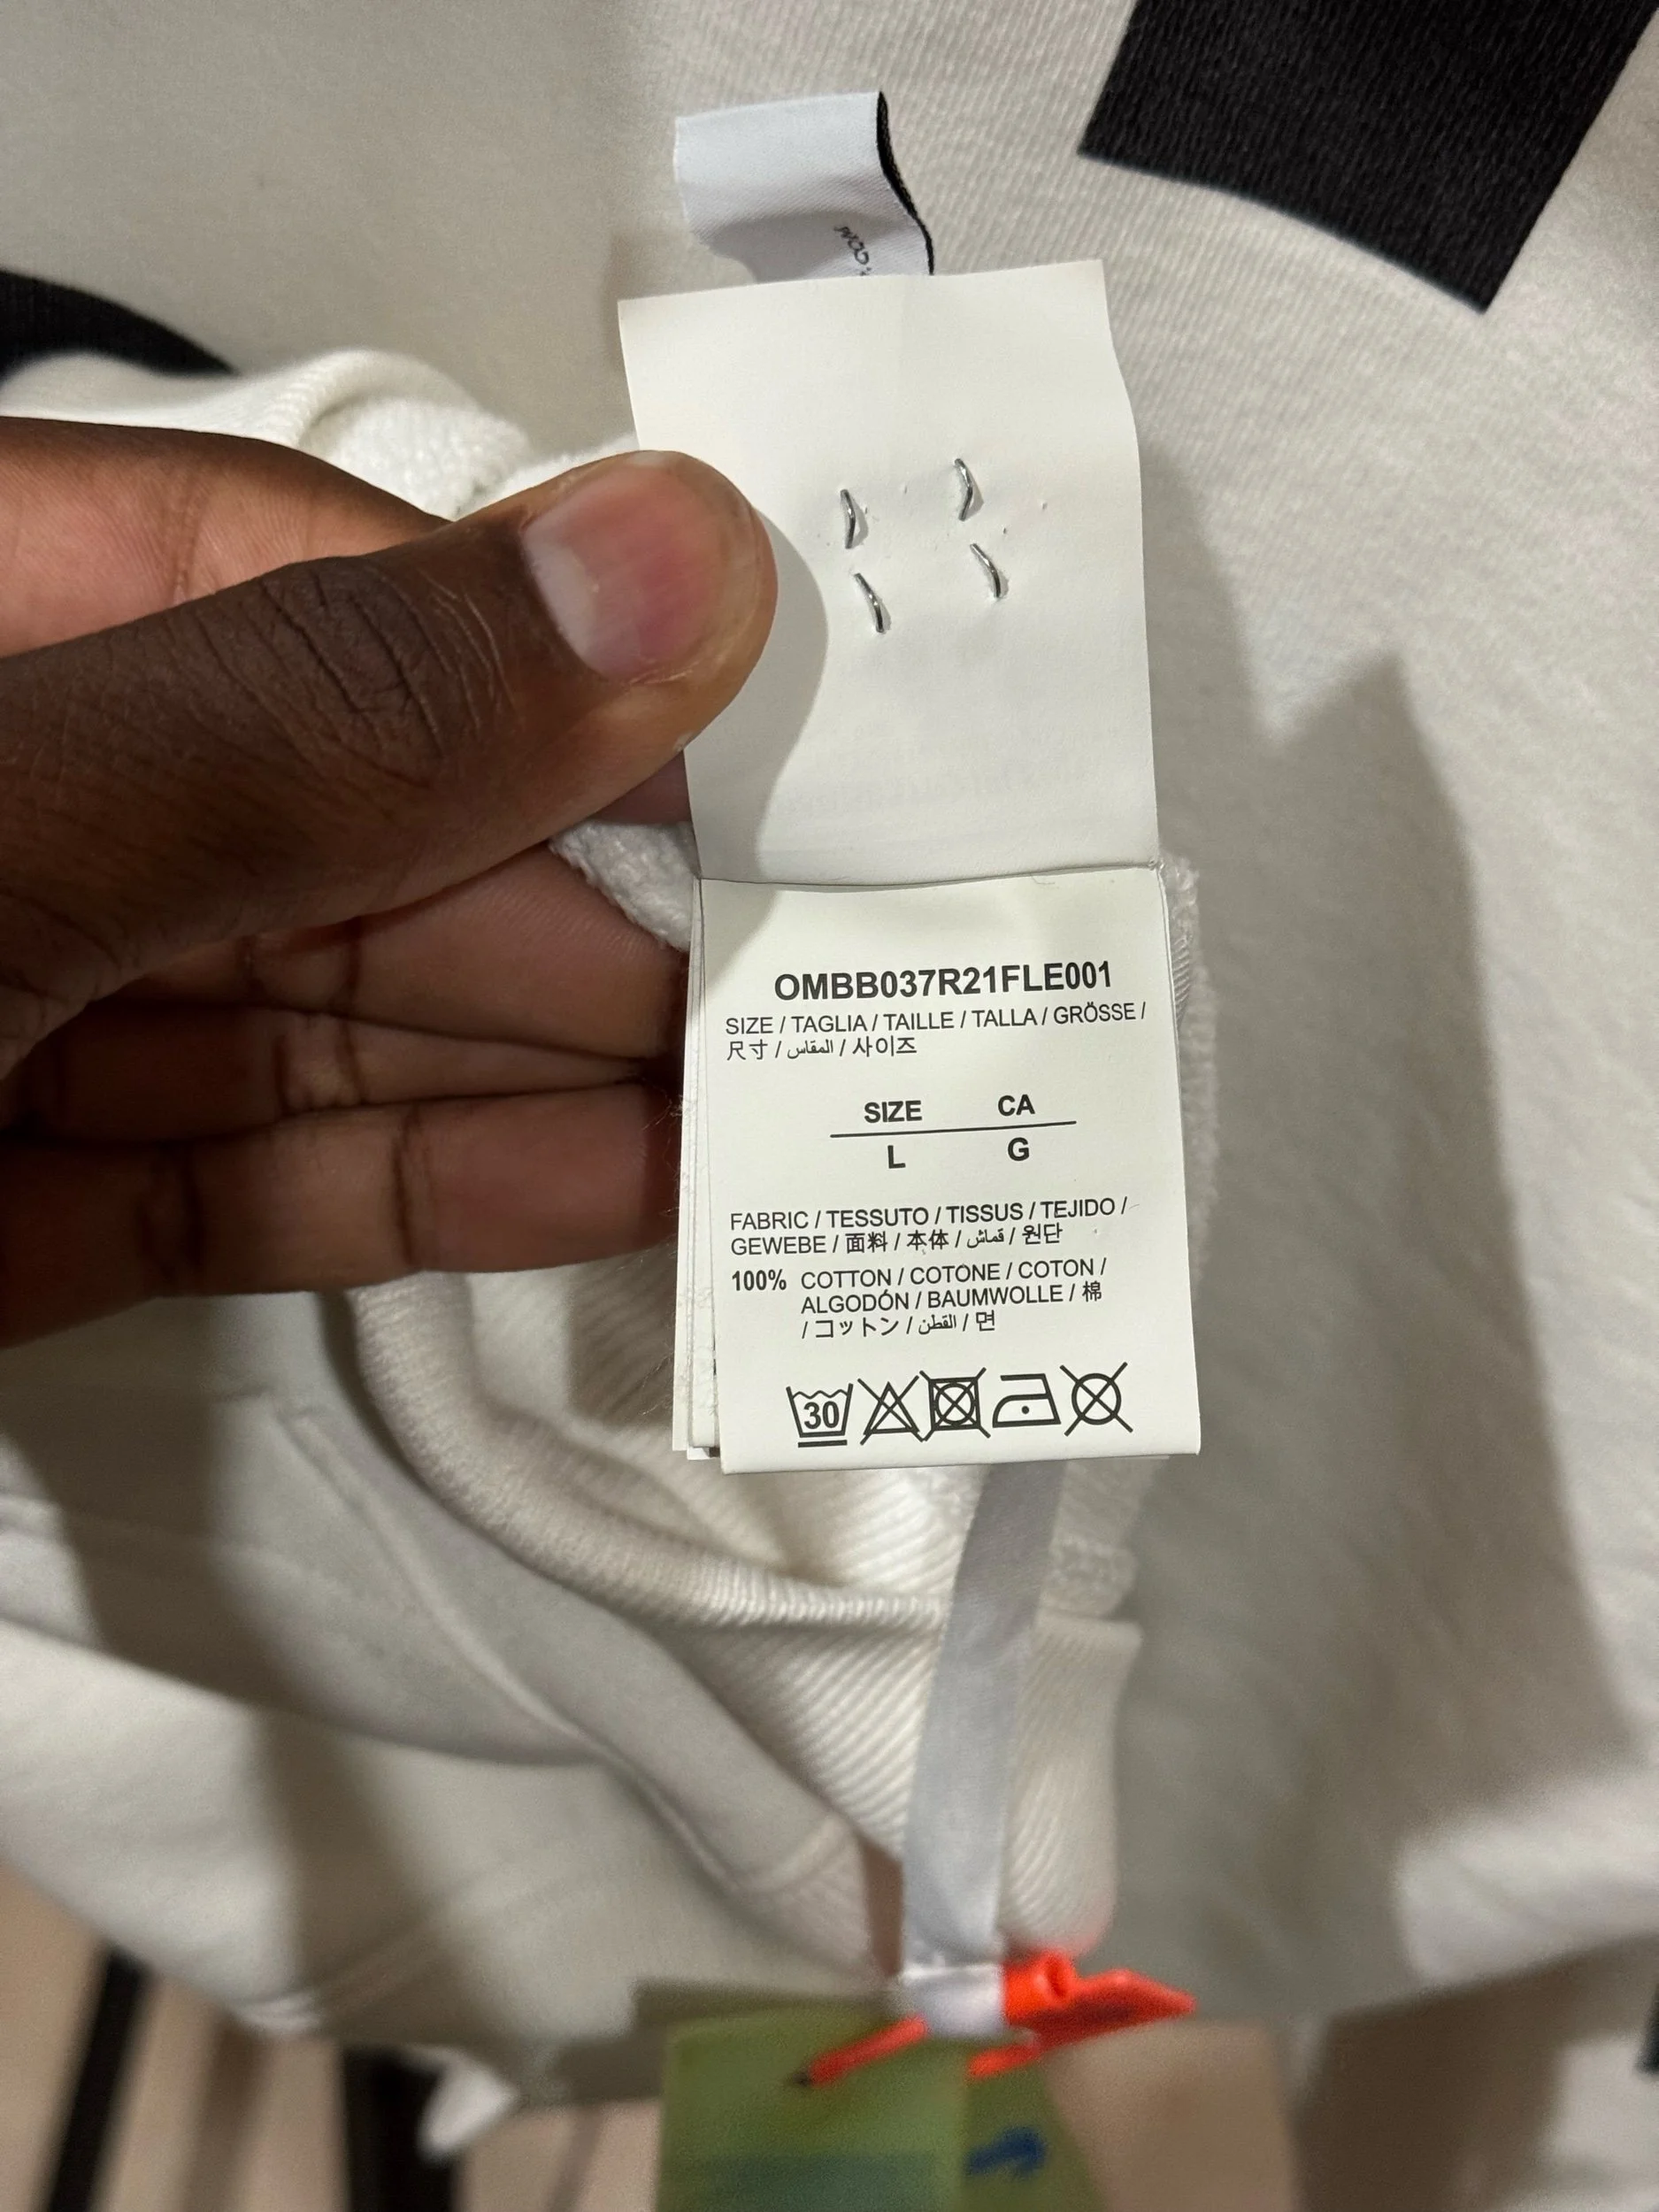 OMBB037R21FLE001
SIZE / TAGLIA / TAILLE / TALLA / GRÖSSE /
尺寸 / المقاس / 사이즈
SIZE CA
L G
FABRIC / TESSUTO / TISSUS / TEJIDO /
GEWEBE / 面料 / 本体 / قماش / 원단
100% COTTON / COTONE / COTON /
ALGODÓN / BAUMWOLLE / 棉
/ コットン / القطن / 면
30